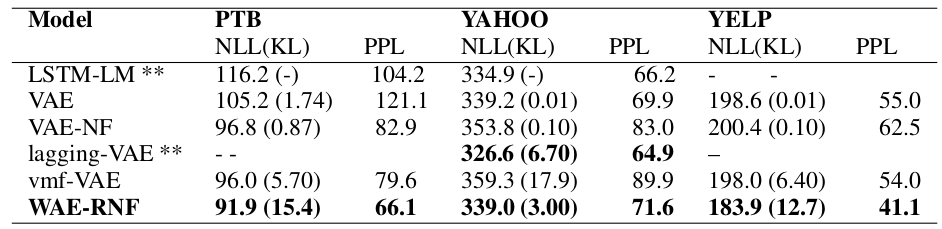 Model PTB YAHOO YELP
NLL(KL) PPL NLL(KL) PPL NLL(KL) PPL
LSTM-LM ** 116.2 (-) 104.2 334.9 (-) 66.2 - -
VAE 105.2 (1.74) 121.1 339.2 (0.01) 69.9 198.6 (0.01) 55.0
VAE-NF 96.8 (0.87) 82.9 353.8 (0.10) 83.0 200.4 (0.10) 62.5
lagging-VAE ** - - 326.6 (6.70) 64.9 –
vmf-VAE 96.0 (5.70) 79.6 359.3 (17.9) 89.9 198.0 (6.40) 54.0
WAE-RNF 91.9 (15.4) 66.1 339.0 (3.00) 71.6 183.9 (12.7) 41.1